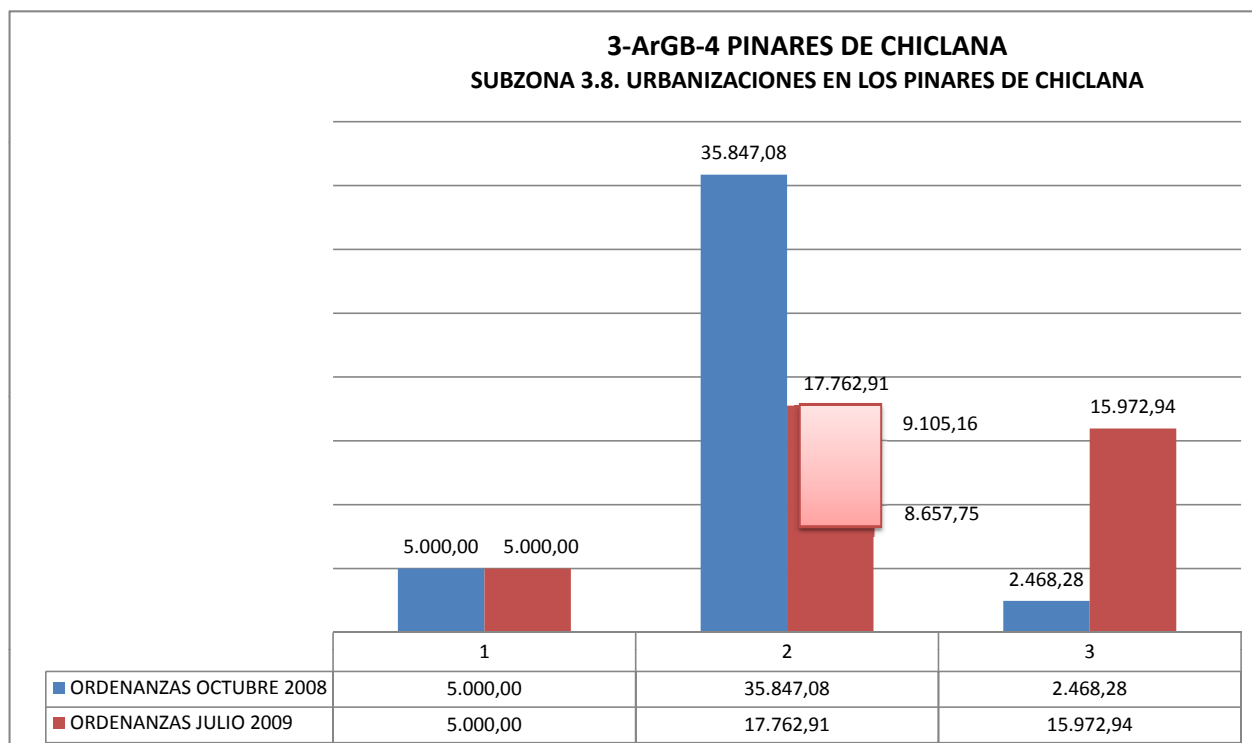 3-ArGB-4 PINARES DE CHICLANA
SUBZONA 3.8. URBANIZACIONES EN LOS PINARES DE CHICLANA
35.847,08
17.762,91
9.105,16
15.972,94
8.657,75
5.000,00 5.000,00
2.468,28
1 2 3
ORDENANZAS OCTUBRE 2008 5.000,00 35.847,08 2.468,28
ORDENANZAS JULIO 2009 5.000,00 17.762,91 15.972,94